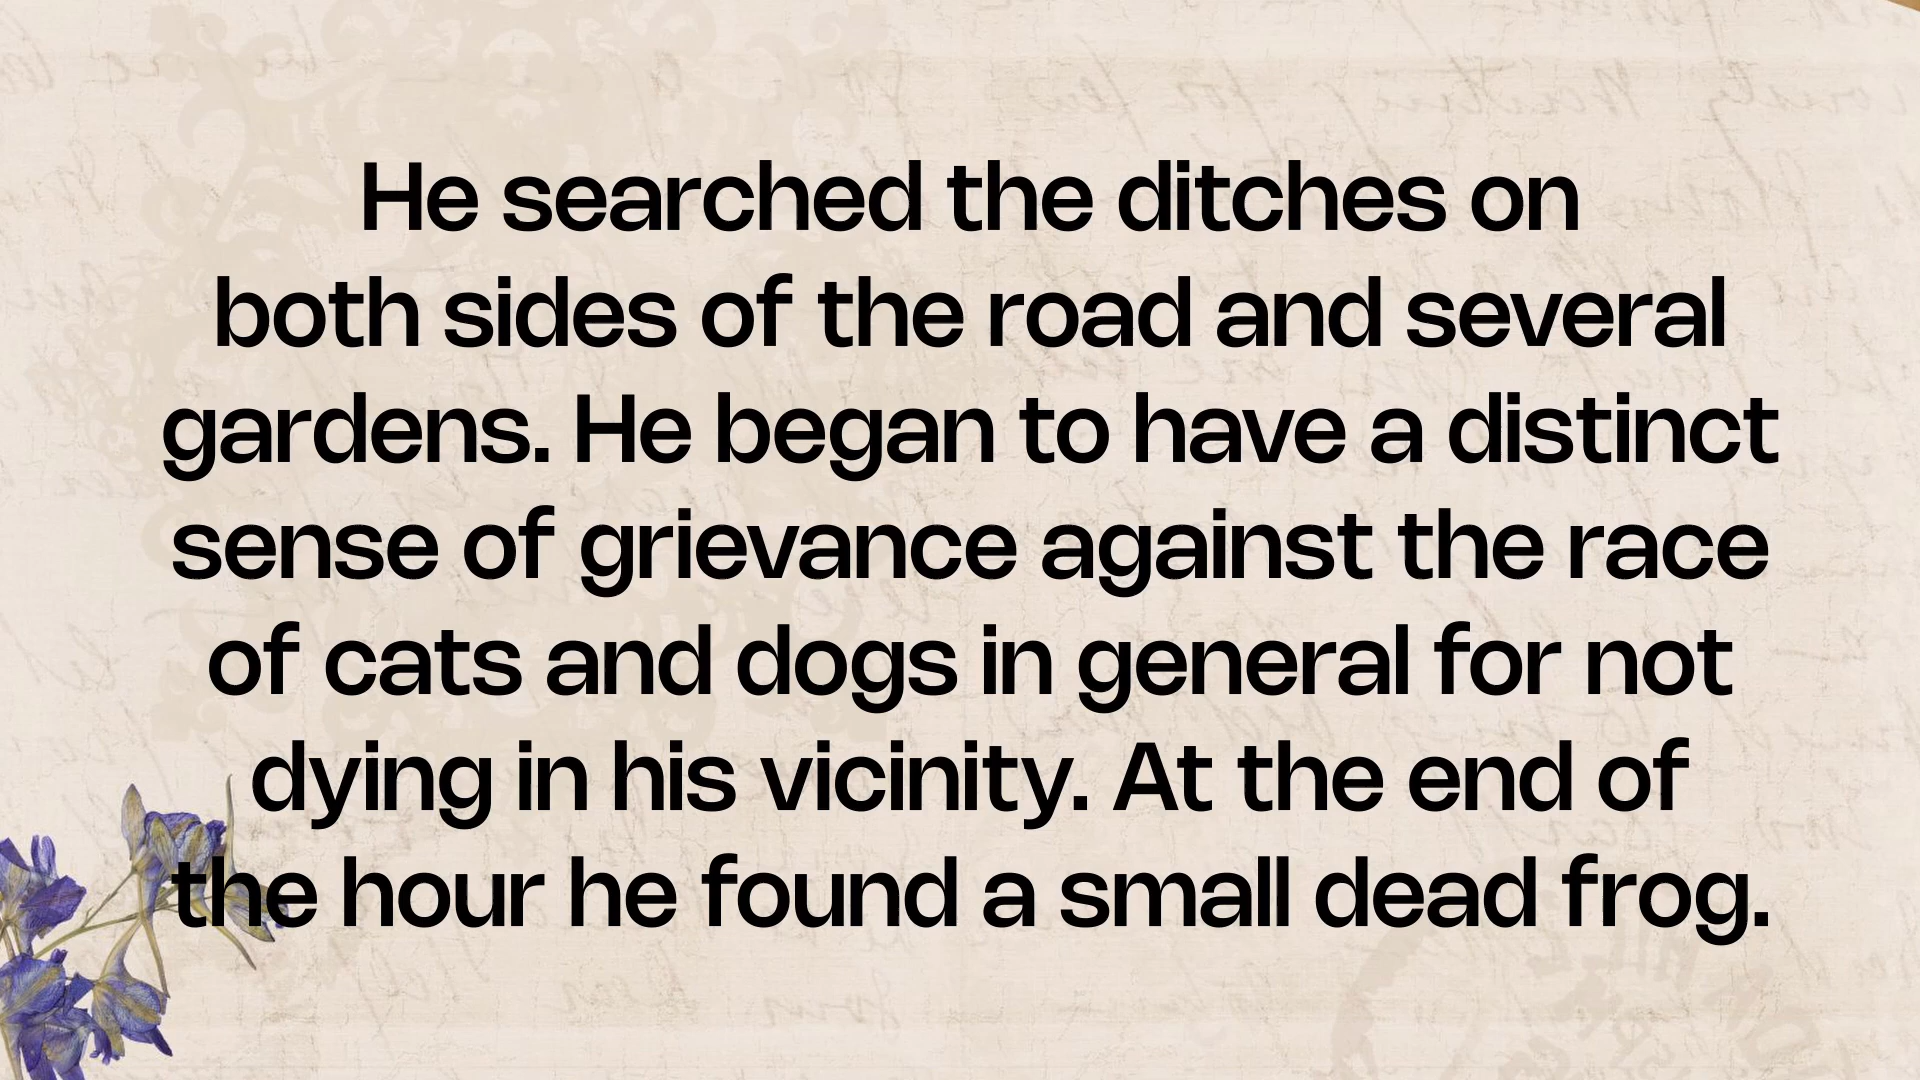 He searched the ditches on
both sides of the road and several
gardens. He began to have a distinct
sense of grievance against the race
of cats and dogs in general for not
dying in his vicinity. At the end of
the hour he found a small dead frog.